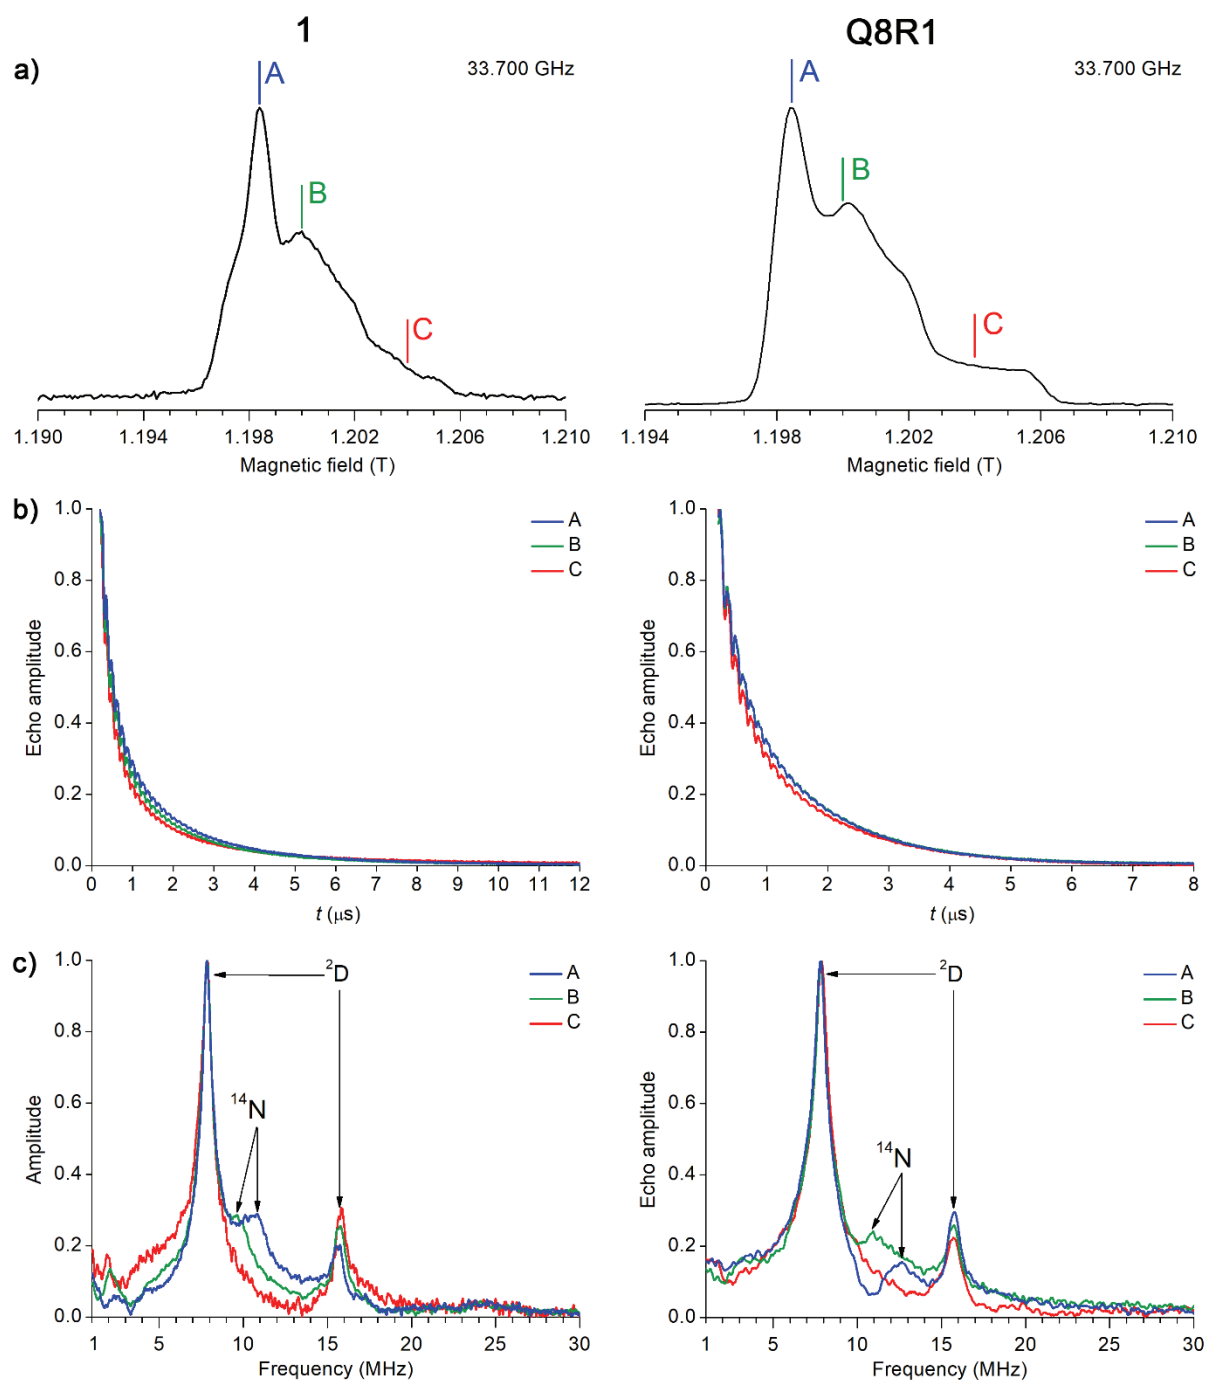 1 Q8R1
a) A 33.700 GHz A 33.700 GHz
B B
C C
1.190 1.194 1.198 1.202 1.206 1.210 1.194 1.198 1.202 1.206 1.210
Magnetic field (T) Magnetic field (T)
b) 1.0 A 1.0 A
B B
C C
0.8 0.8
0.6 0.6
Echo amplitude Echo amplitude
0.4 0.4
0.2 0.2
0.0 0.0
0 1 2 3 4 5 6 7 8 9 10 11 12 0 1 2 3 4 5 6 7 8
t (μs) t (μs)
c) 1.0 ²D A 1.0 ²D A
B B
C C
0.8 0.8
0.6 ¹⁴N 0.6
Amplitude Echo amplitude
0.4 0.4 ¹⁴N
0.2 0.2
0.0 0.0
1 5 10 15 20 25 30 1 5 10 15 20 25 30
Frequency (MHz) Frequency (MHz)